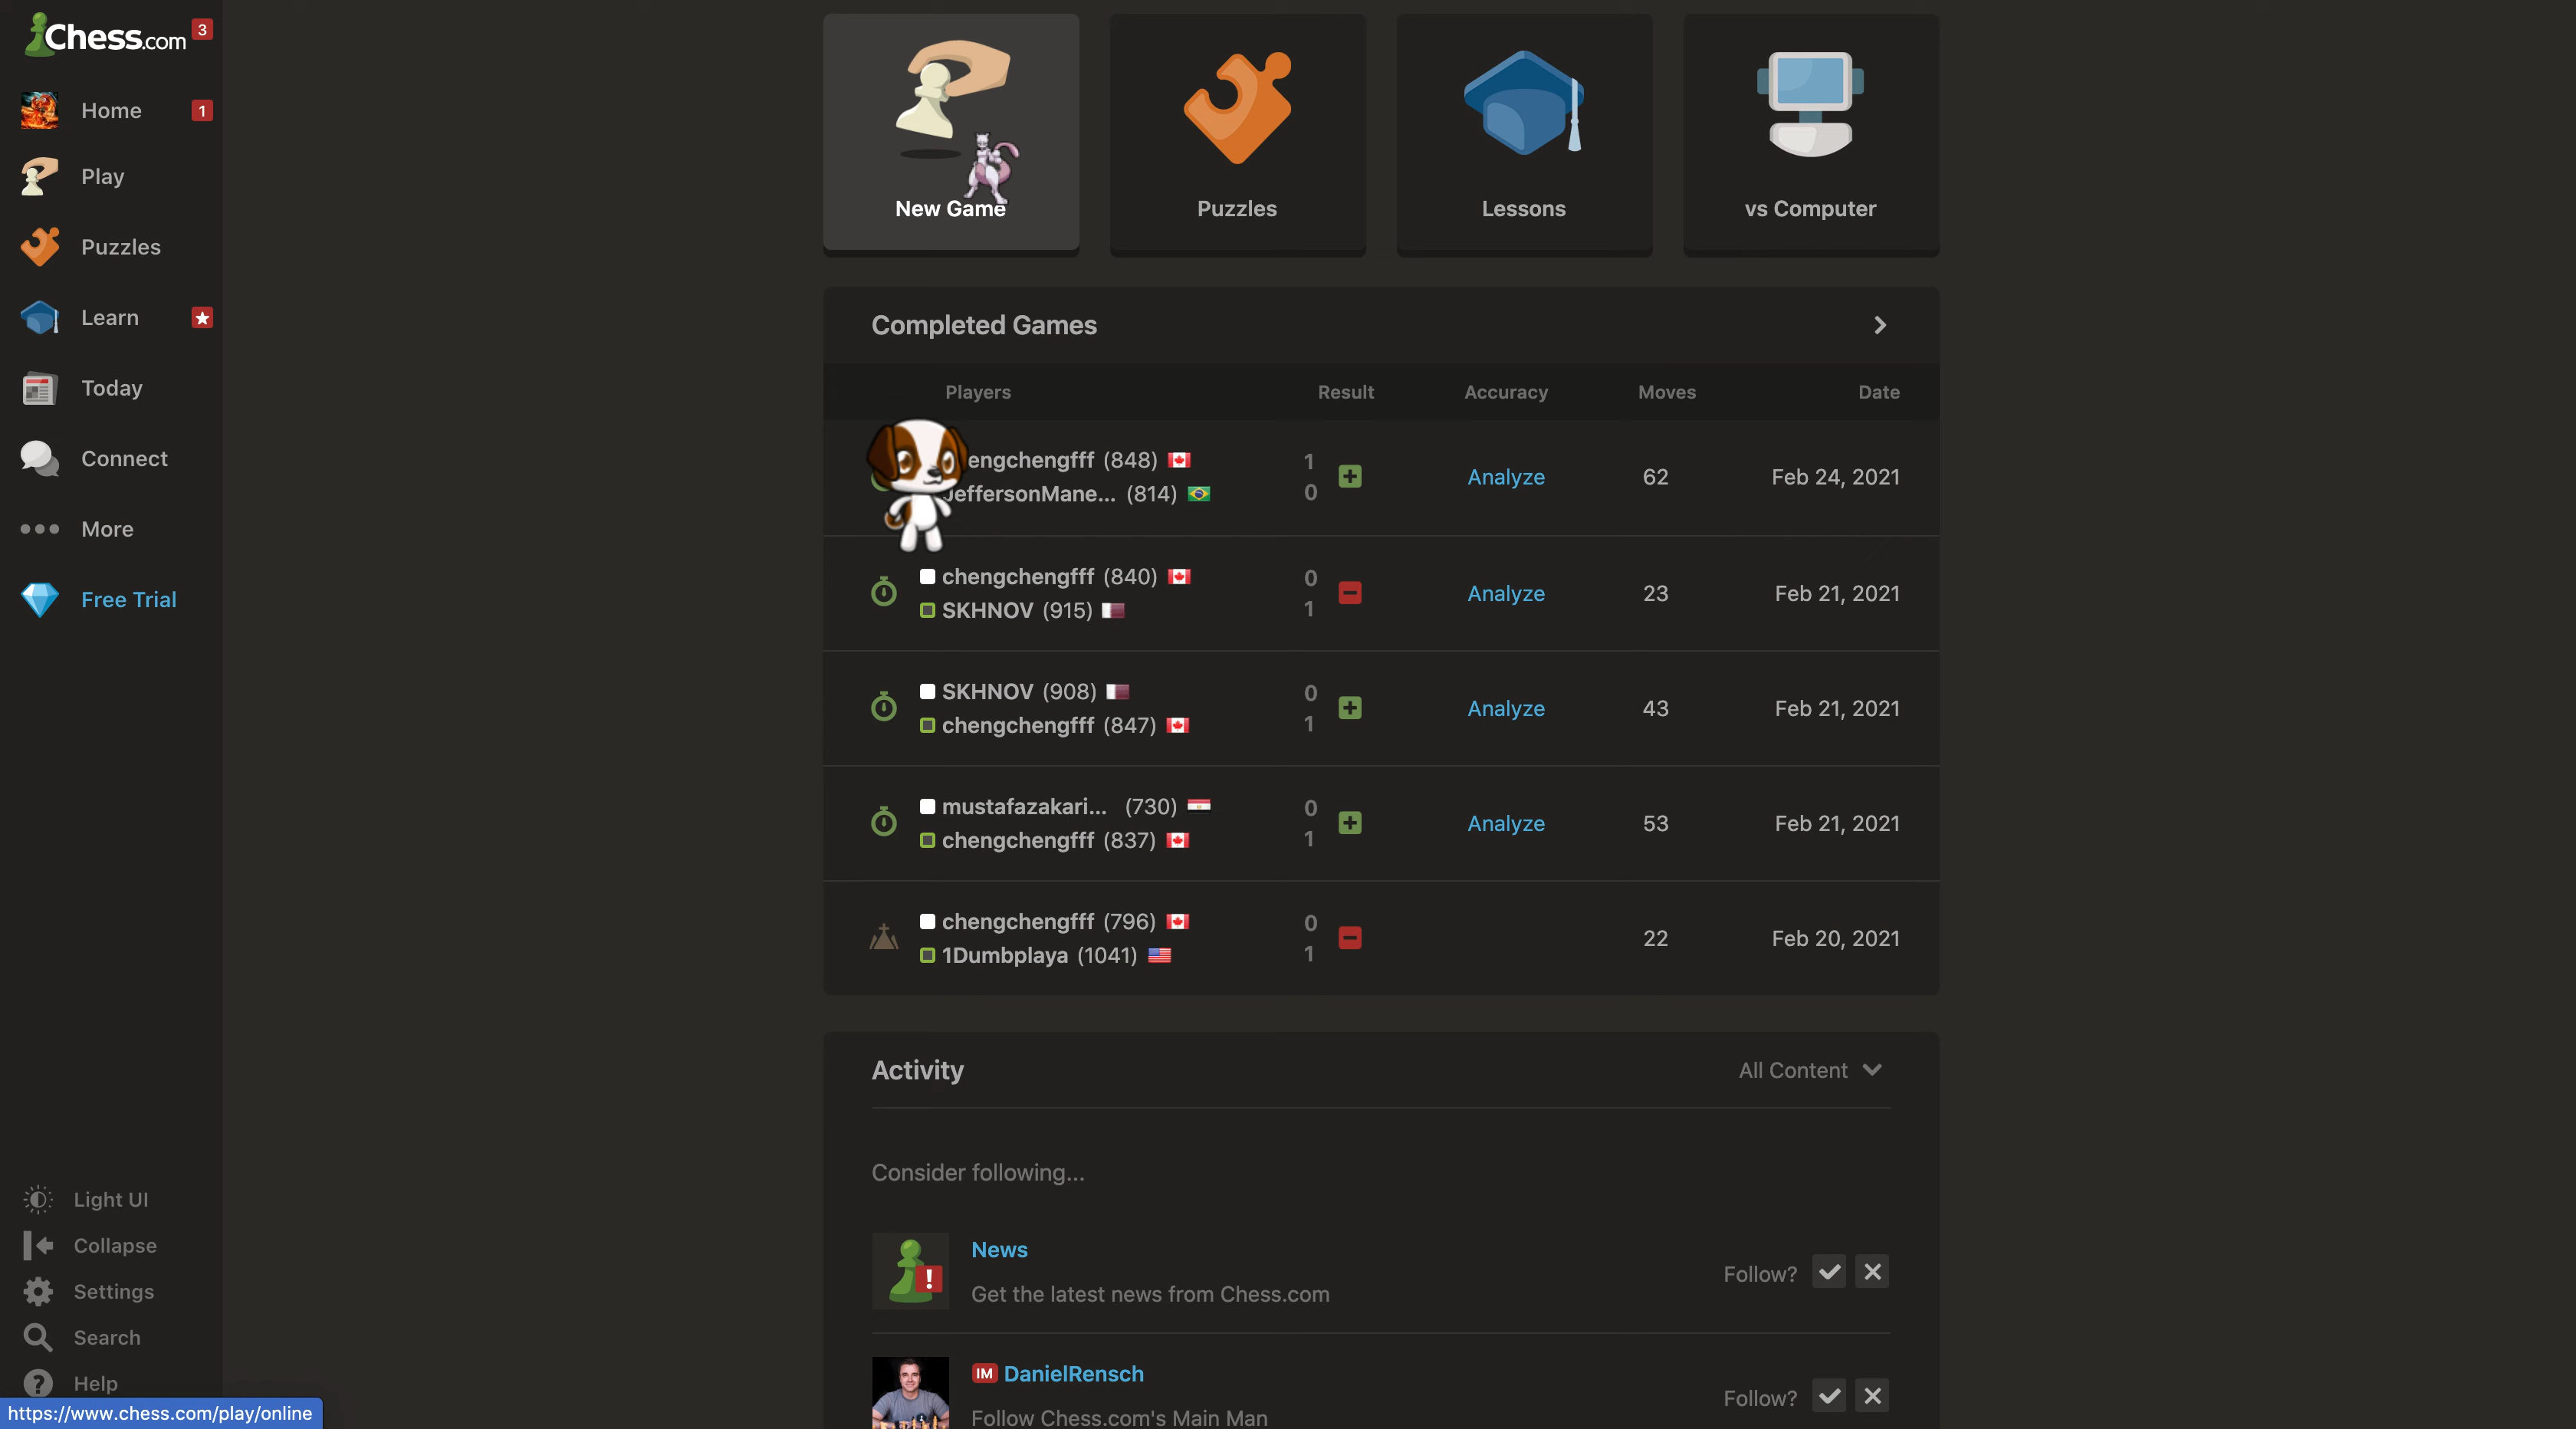 Chess.com 3
Home 1
Play
Puzzles
Learn
Today
Connect
More
Free Trial
Light UI
Collapse
Settings
Search
Help
https://www.chess.com/play/online
New Game
Puzzles
Lessons
vs Computer
Completed Games
Players Result Accuracy Moves Date
engchengfff (848) 1
JeffersonMane... (814) 0
Analyze 62 Feb 24, 2021
chengchengfff (840) 0
SKHNOV (915) 1
Analyze 23 Feb 21, 2021
SKHNOV (908) 0
chengchengfff (847) 1
Analyze 43 Feb 21, 2021
mustafazakari... (730) 0
chengchengfff (837) 1
Analyze 53 Feb 21, 2021
chengchengfff (796) 0
1Dumbplaya (1041) 1
22 Feb 20, 2021
Activity All Content
Consider following...
News
Get the latest news from Chess.com
Follow?
IM DanielRensch
Follow Chess.com's Main Man
Follow?